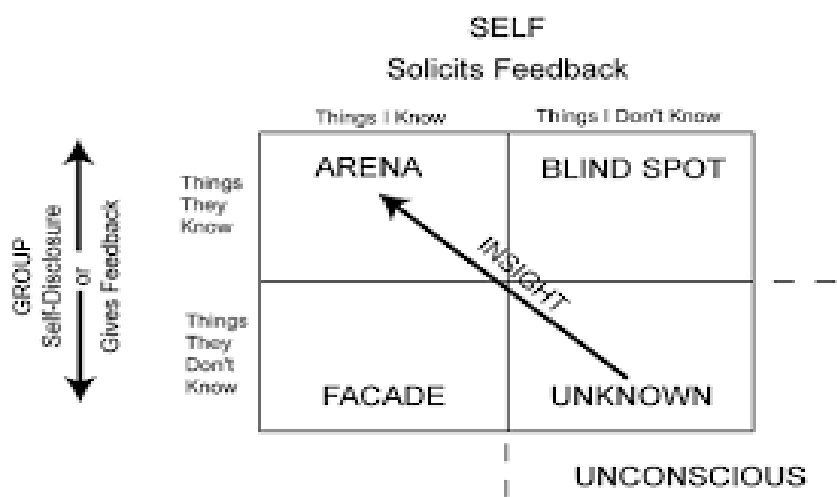 SELF
Solicits Feedback
Things I Know
Things I Don't Know
ARENA
BLIND SPOT
Things
They
Know
GROUP
Self-Disclosure
or
Gives Feedback
INSIGHT
Things
They
Don't
Know
FACADE
UNKNOWN
UNCONSCIOUS